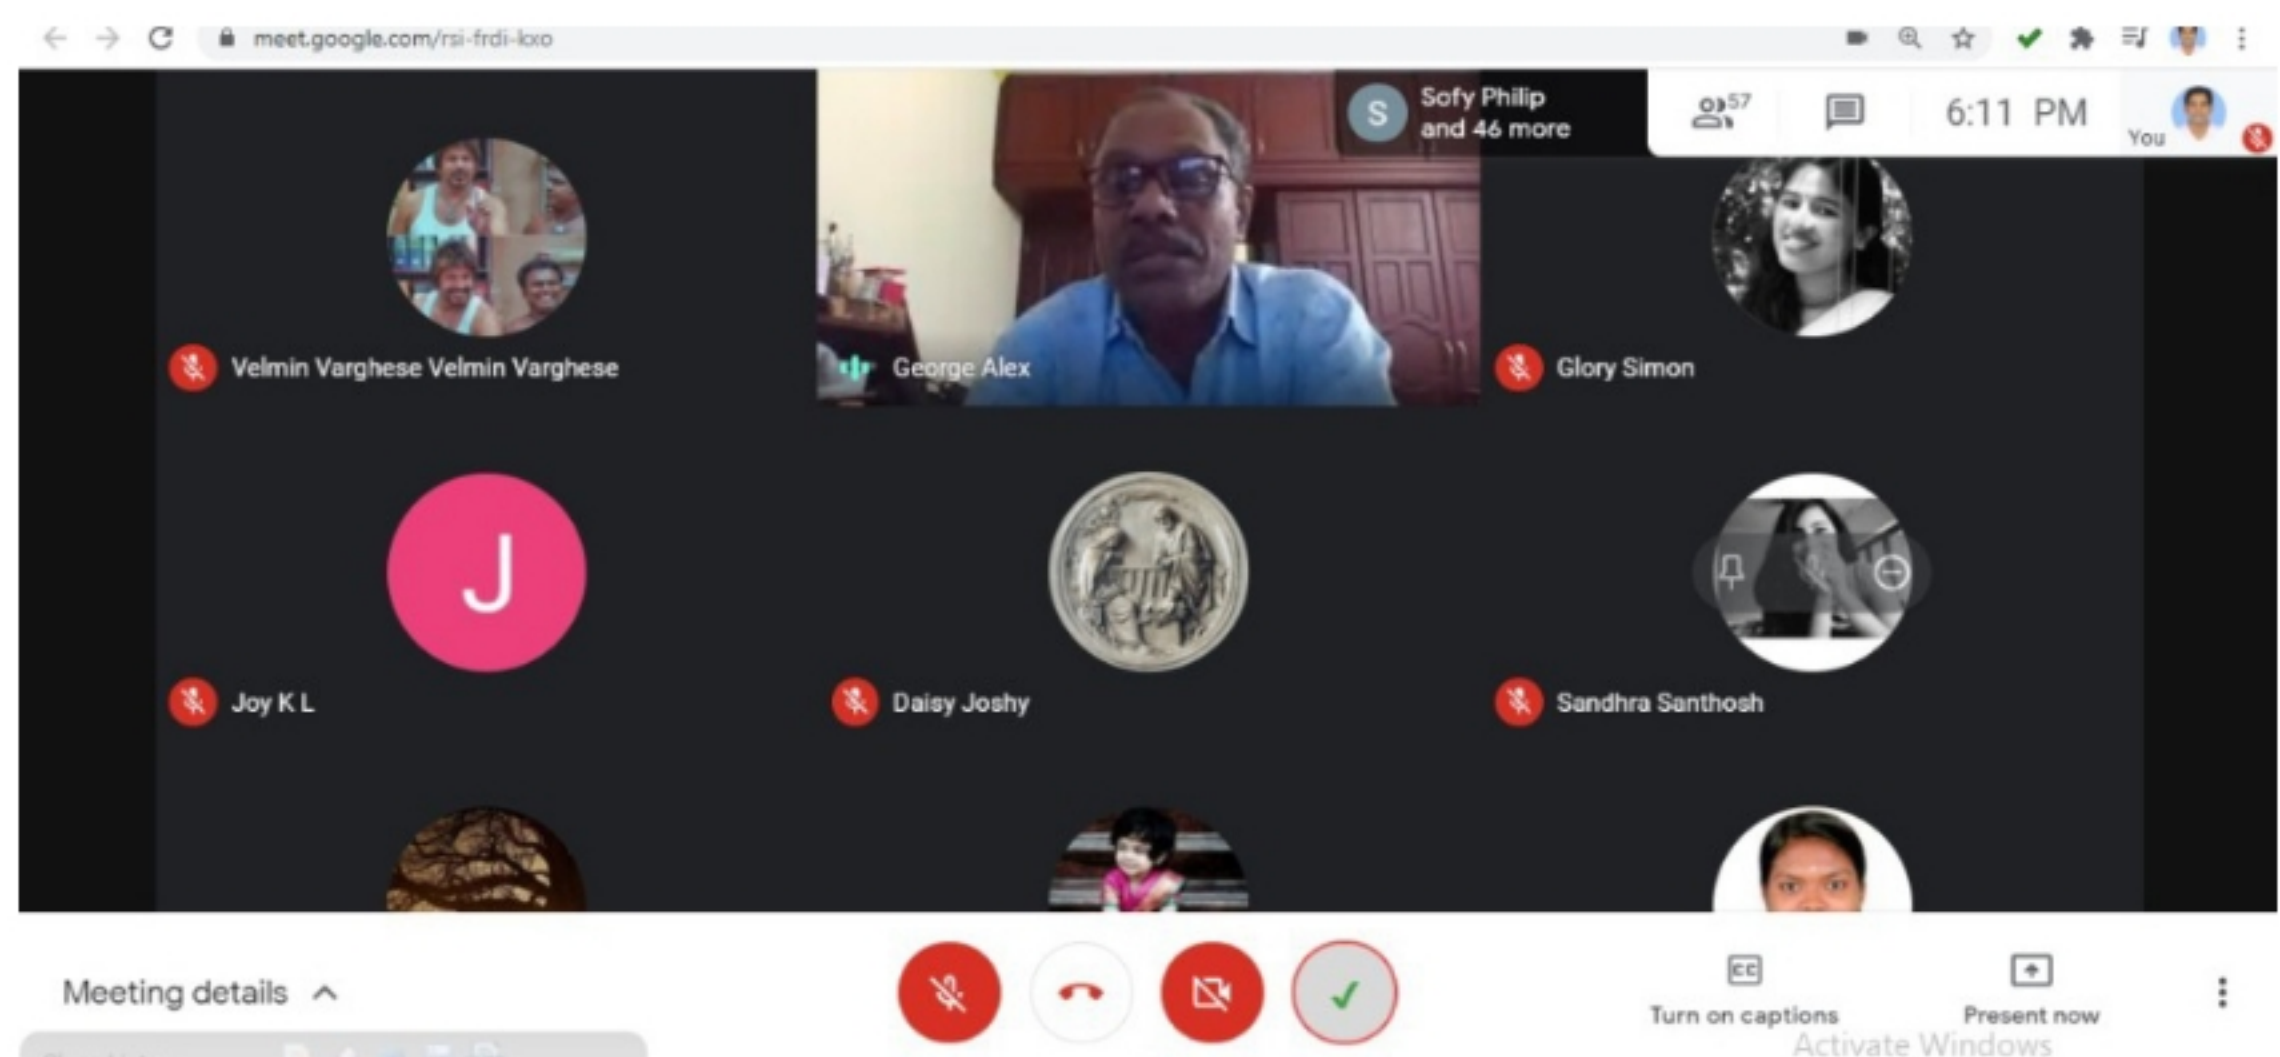 meet.google.com/rsi-frdi-kxo
S
Sofy Philip
and 46 more
57
6:11 PM
You
Velmin Varghese Velmin Varghese
George Alex
Glory Simon
J
Joy K L
Daisy Joshy
Sandhra Santhosh
Meeting details
CC
Turn on captions
Present now
Activate Windows